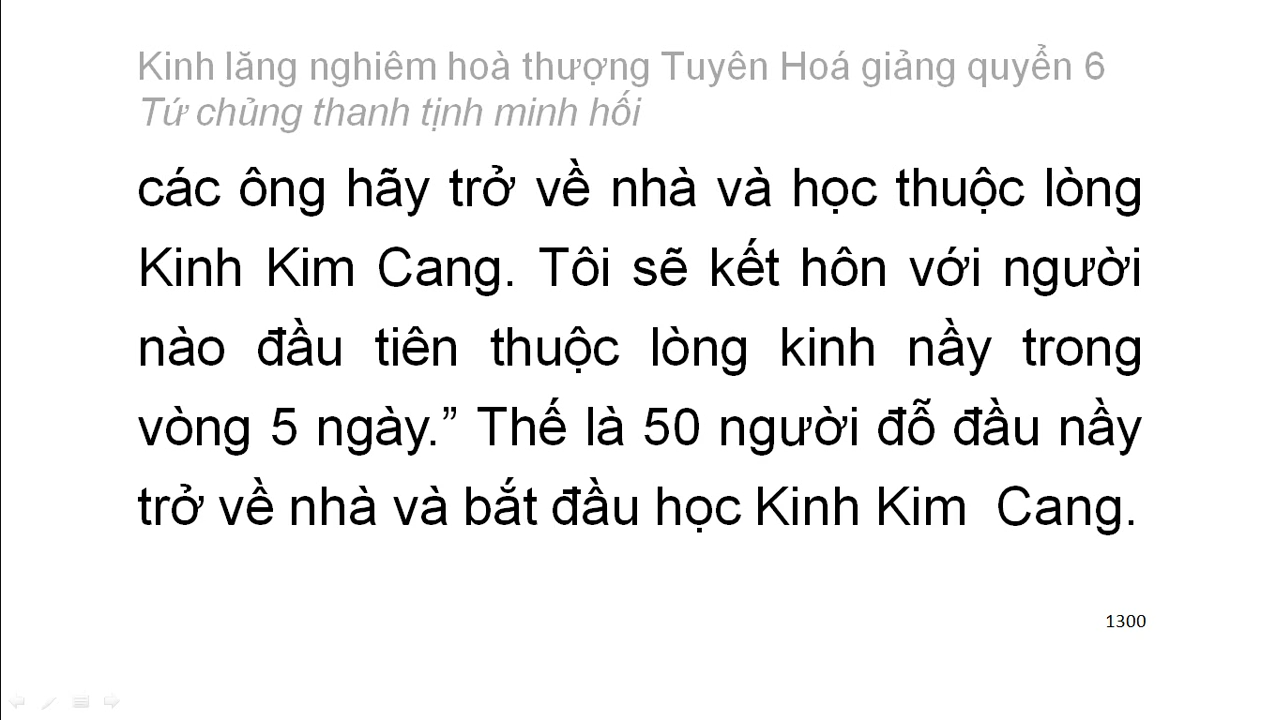 Kinh lăng nghiêm hoà thượng Tuyên Hoá giảng quyển 6
Tứ chủng thanh tịnh minh hối
các ông hãy trở về nhà và học thuộc lòng
Kinh Kim Cang. Tôi sẽ kết hôn với người
nào đầu tiên thuộc lòng kinh nầy trong
vòng 5 ngày.” Thế là 50 người đỗ đầu nầy
trở về nhà và bắt đầu học Kinh Kim  Cang.
1300